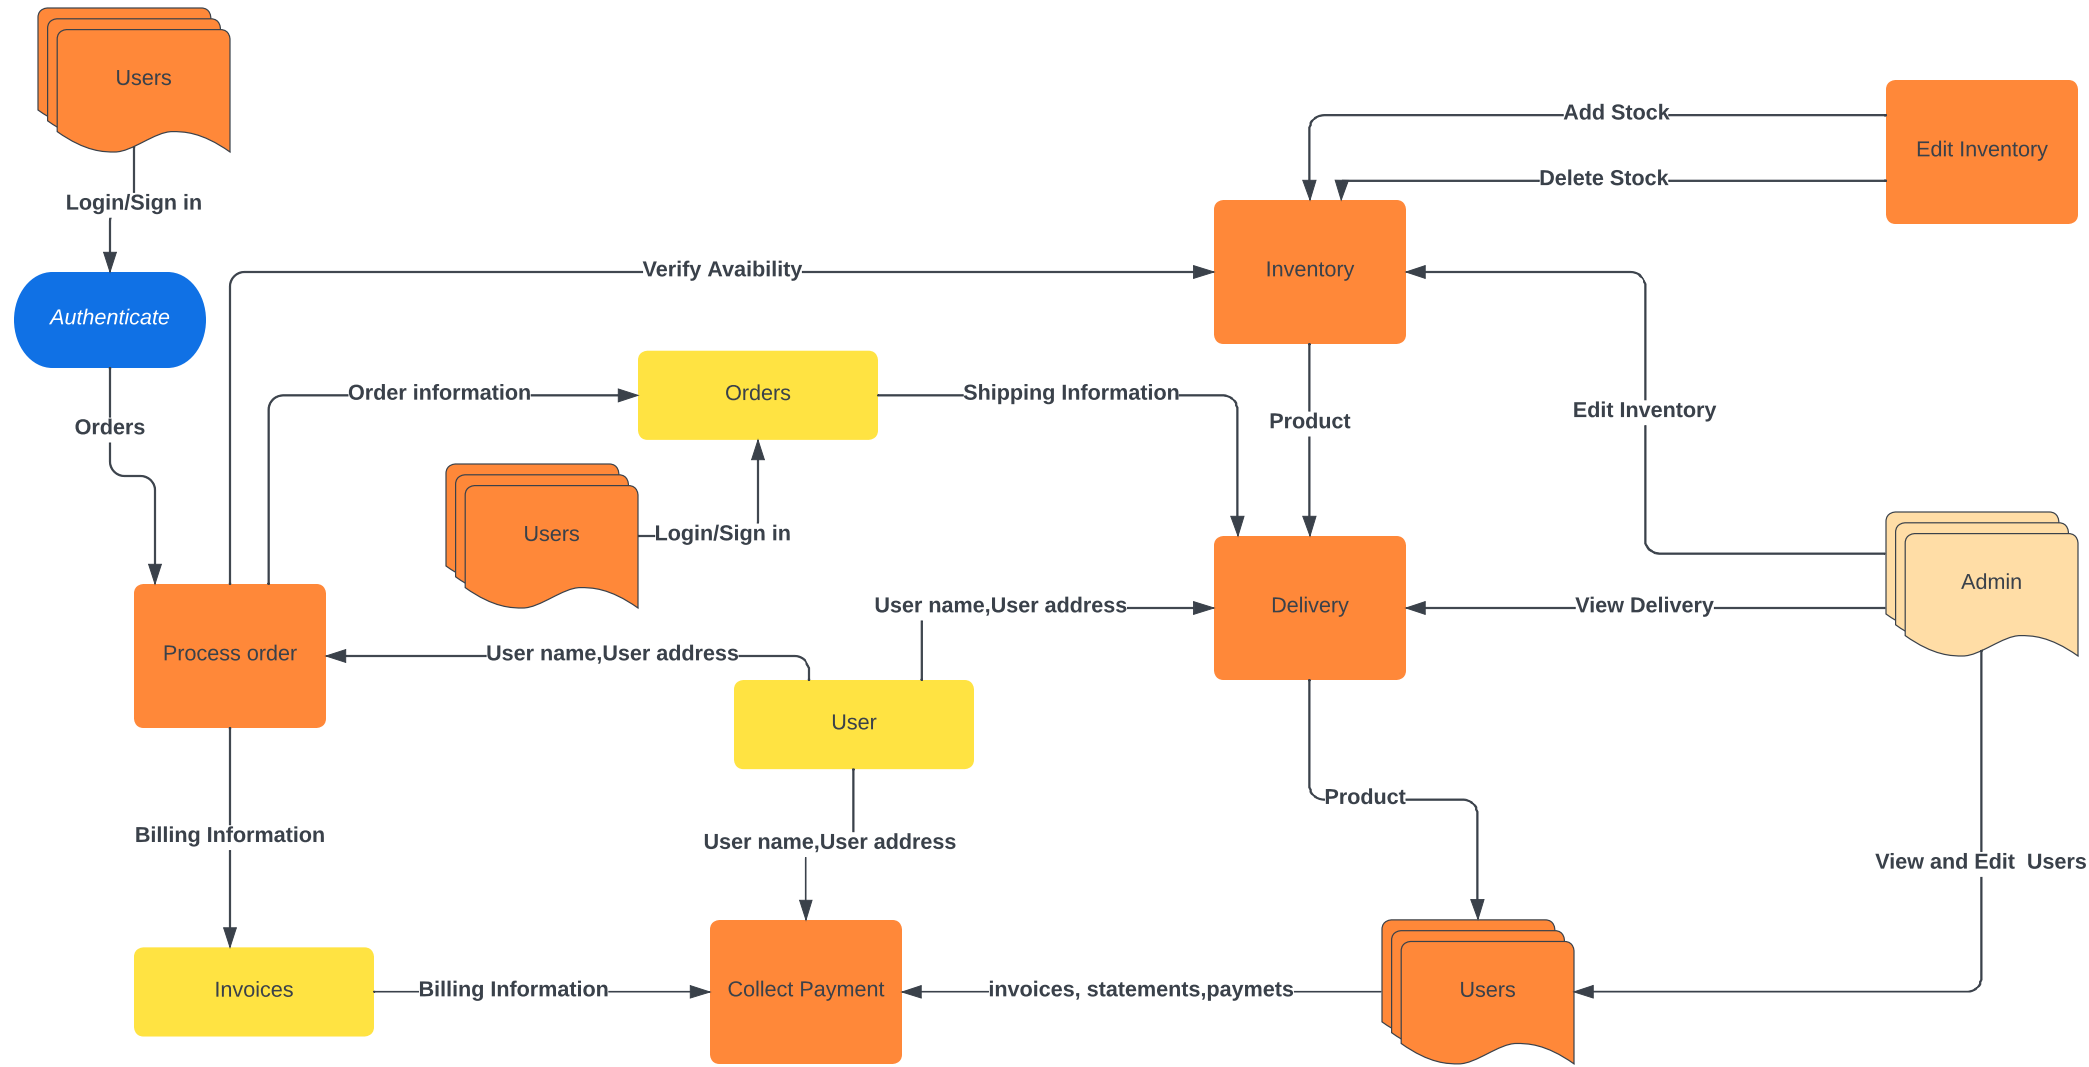 Users
Add Stock
Edit Inventory
Delete Stock
Login/Sign in
Verify Avaibility
Inventory
Authenticate
Order information
Orders
Shipping Information
Edit Inventory
Product
Orders
Users
Login/Sign in
Admin
User name,User address
Delivery
View Delivery
Process order
User name,User address
User
Product
Billing Information
User name,User address
View and Edit  Users
Invoices
Billing Information
Collect Payment
invoices, statements,paymets
Users